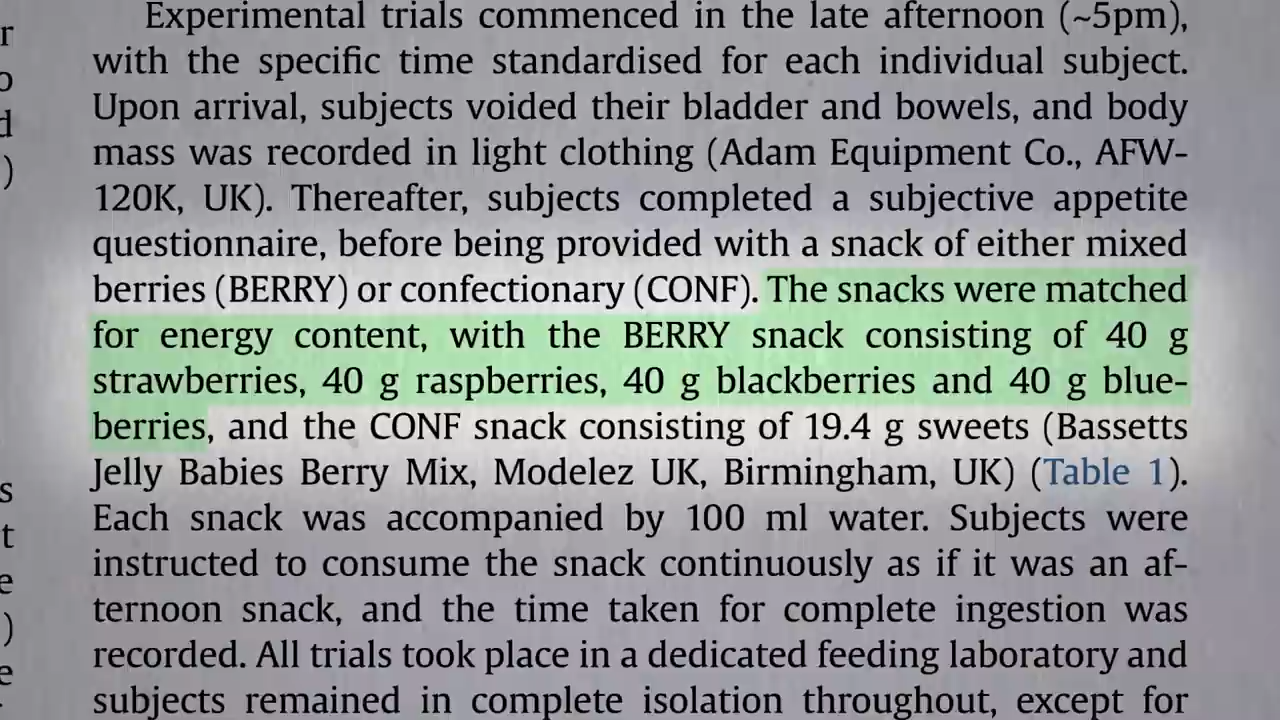 Experimental trials commenced in the late afternoon (~5pm),
with the specific time standardised for each individual subject.
Upon arrival, subjects voided their bladder and bowels, and body
mass was recorded in light clothing (Adam Equipment Co., AFW-
120K, UK). Thereafter, subjects completed a subjective appetite
questionnaire, before being provided with a snack of either mixed
berries (BERRY) or confectionary (CONF). The snacks were matched
for energy content, with the BERRY snack consisting of 40 g
strawberries, 40 g raspberries, 40 g blackberries and 40 g blue-
berries, and the CONF snack consisting of 19.4 g sweets (Bassetts
Jelly Babies Berry Mix, Modelez UK, Birmingham, UK) (Table 1).
Each snack was accompanied by 100 ml water. Subjects were
instructed to consume the snack continuously as if it was an af-
ternoon snack, and the time taken for complete ingestion was
recorded. All trials took place in a dedicated feeding laboratory and
subjects remained in complete isolation throughout, except for